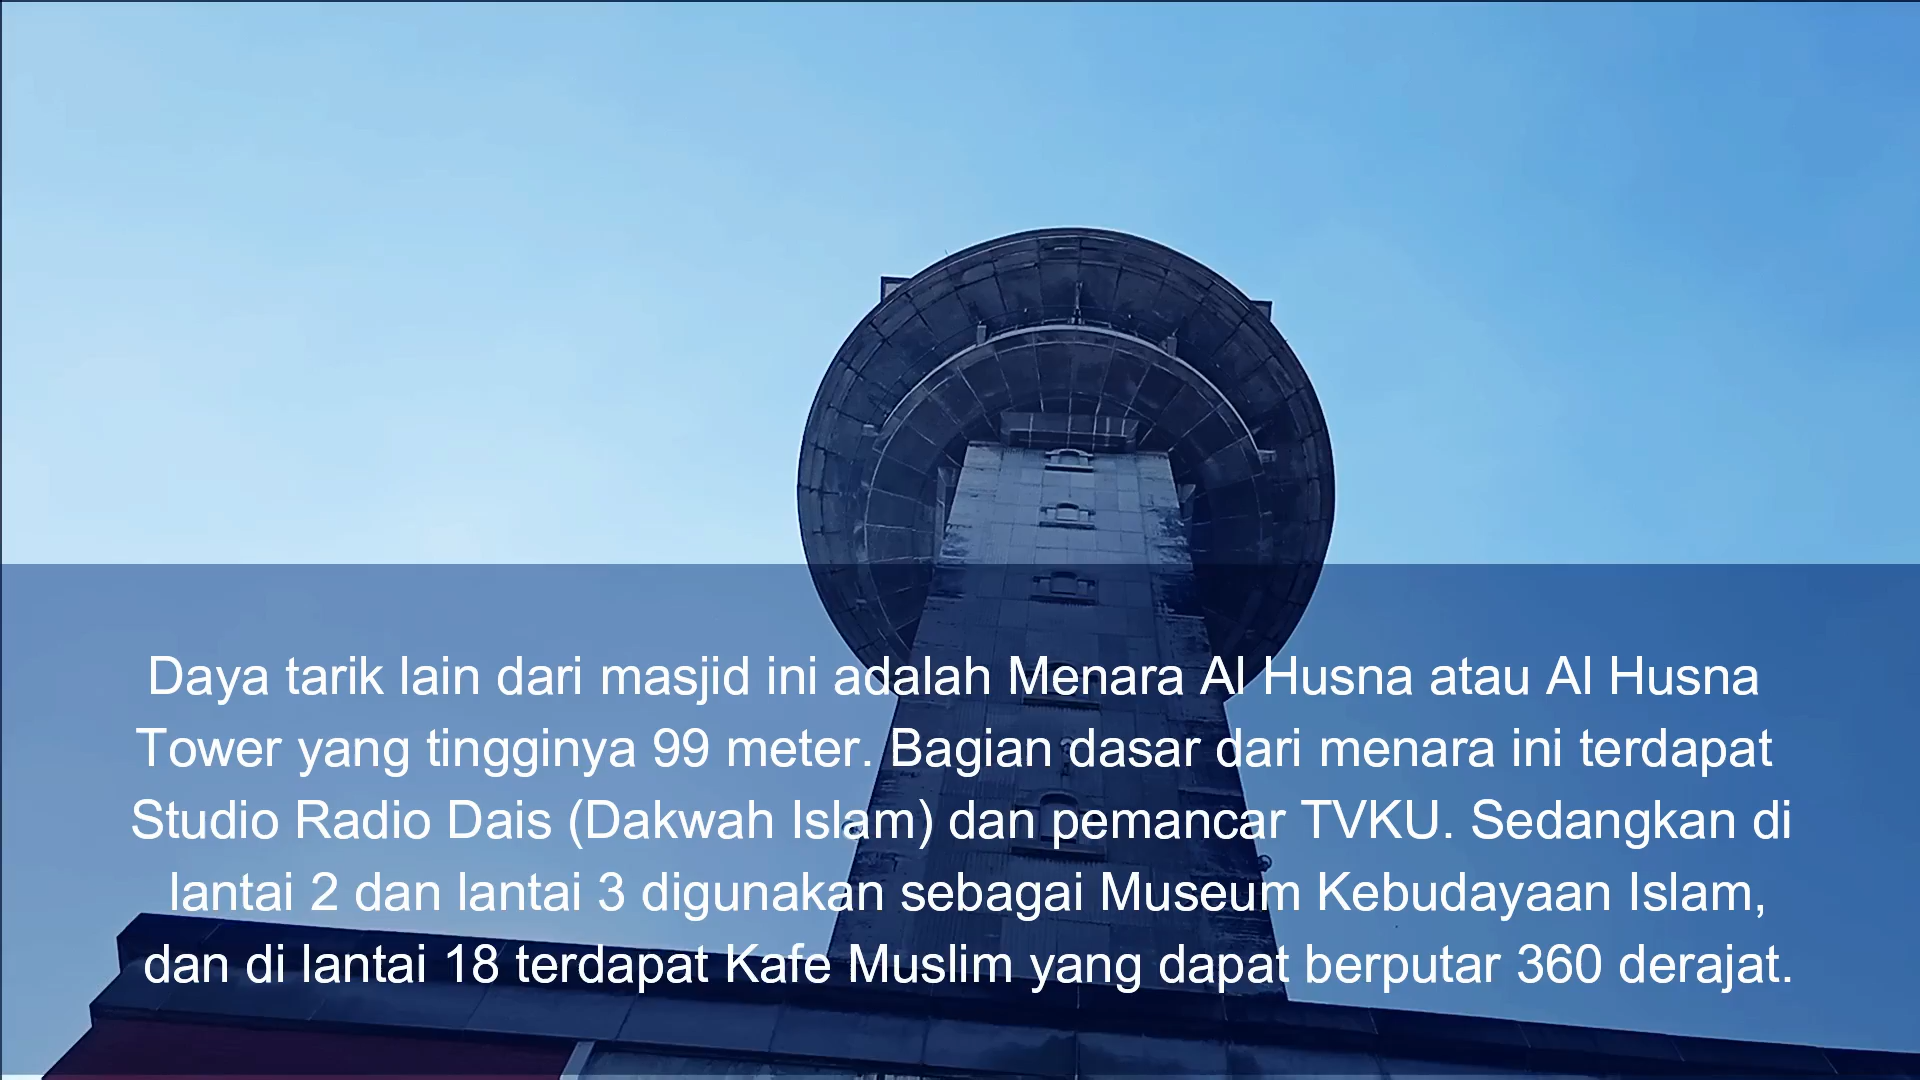 Daya tarik lain dari masjid ini adalah Menara Al Husna atau Al Husna
Tower yang tingginya 99 meter. Bagian dasar dari menara ini terdapat
Studio Radio Dais (Dakwah Islam) dan pemancar TVKU. Sedangkan di
lantai 2 dan lantai 3 digunakan sebagai Museum Kebudayaan Islam,
dan di lantai 18 terdapat Kafe Muslim yang dapat berputar 360 derajat.